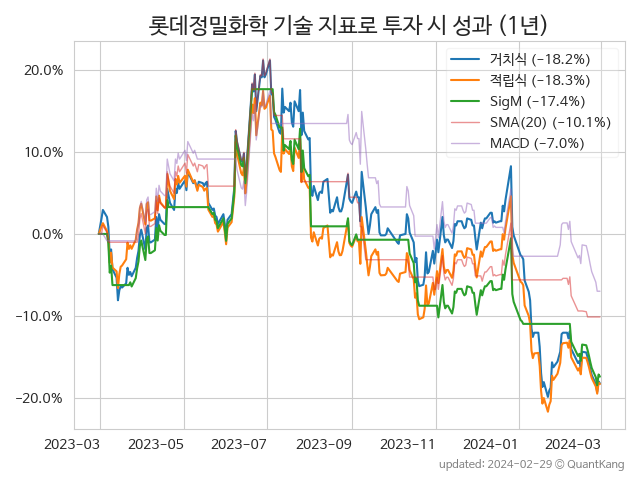 롯데정밀화학 기술 지표로 투자 시 성과 (1년)
거치식 (−18.2%)
적립식 (−18.3%)
SigM (−17.4%)
SMA(20) (−10.1%)
MACD (−7.0%)
20.0%
10.0%
0.0%
−10.0%
−20.0%
2023-03 2023-05 2023-07 2023-09 2023-11 2024-01 2024-03
updated: 2024-02-29 ⓒ QuantKang